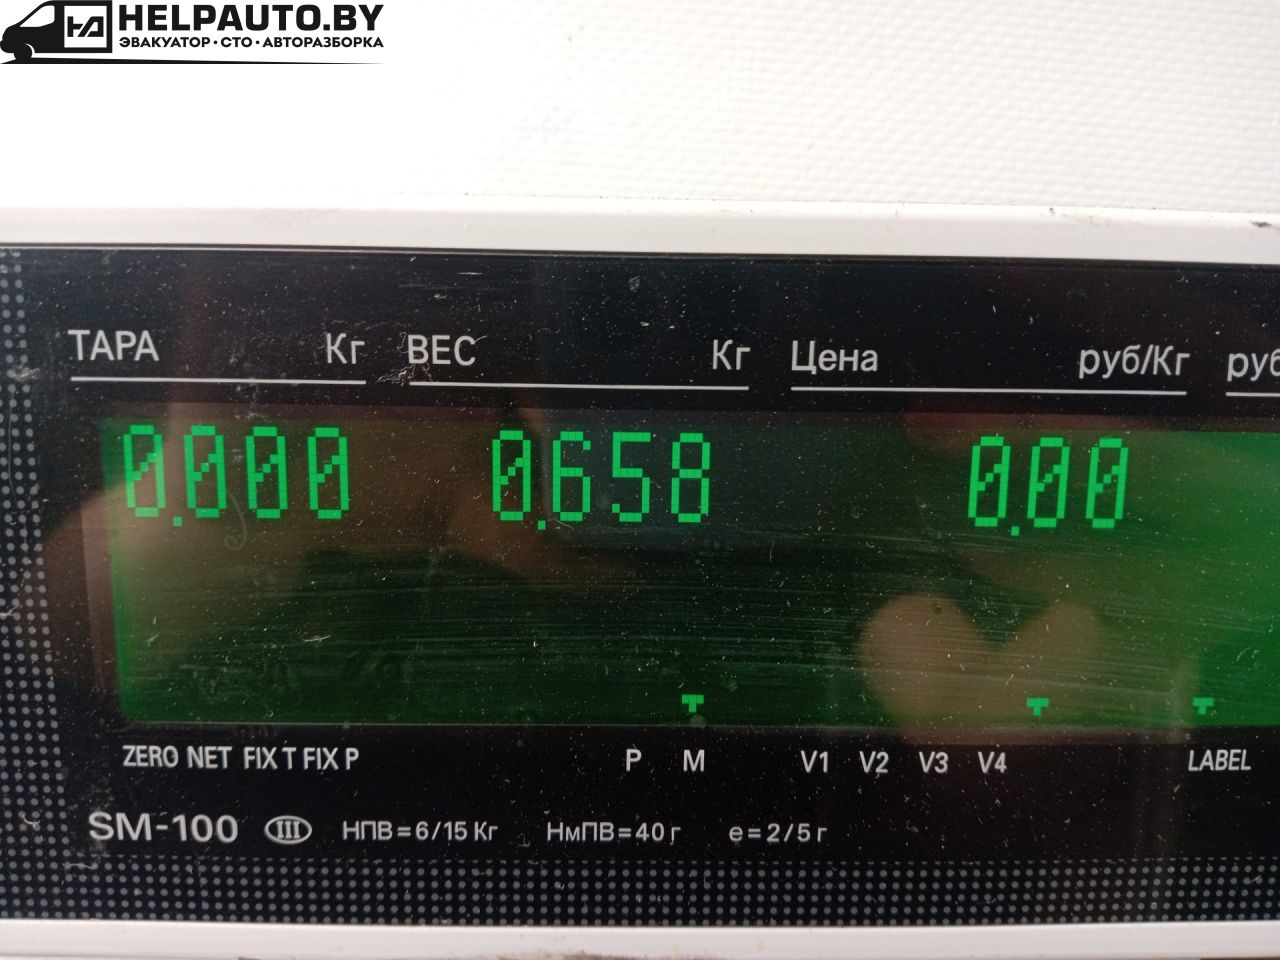 HELPAUTO.BY
ЭВАКУАТОР · СТО · АВТОРАЗБОРКА
ТАРА Кг ВЕС Кг Цена руб/Кг руб
0.000 0.658 0.00
ZERO NET FIX T FIX P P M V1 V2 V3 V4 LABEL
SM-100 III НПВ=6/15 Кг НмПВ=40 г е=2/5 г